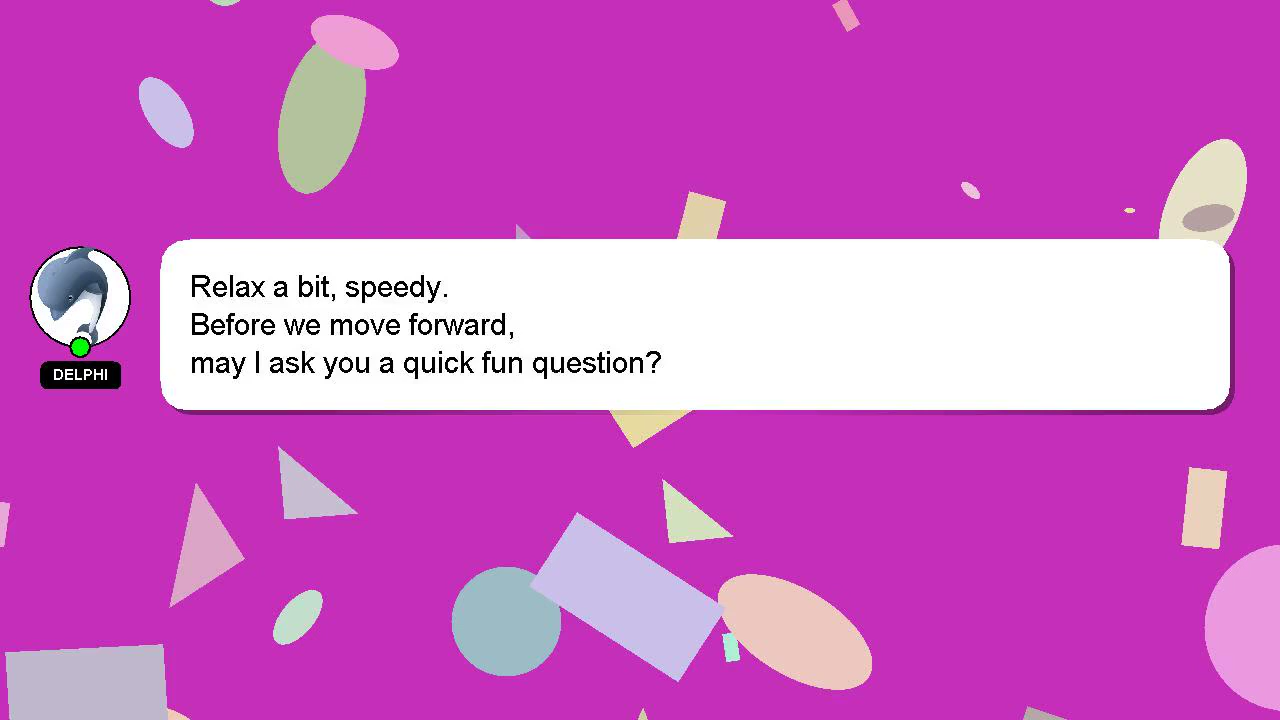 Relax a bit, speedy.
Before we move forward,
may I ask you a quick fun question?
DELPHI